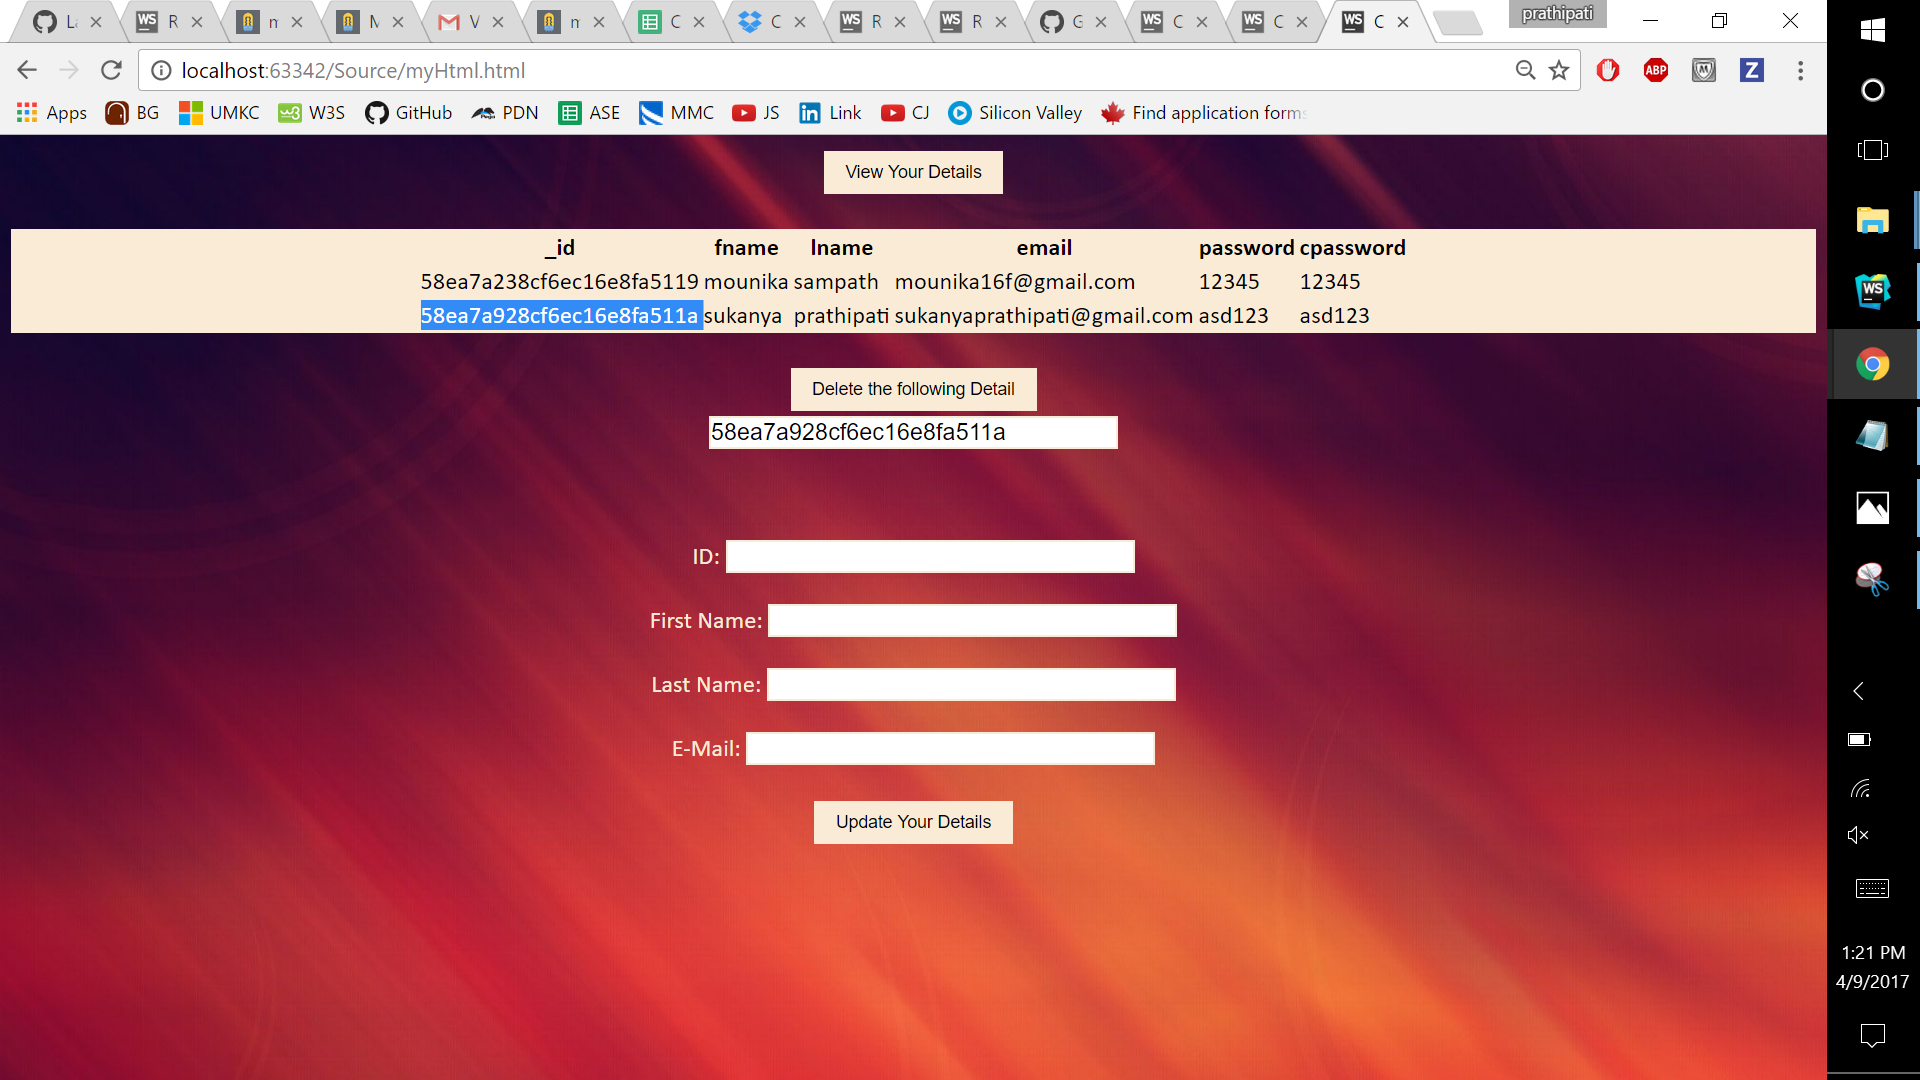 prathipati
L
R
n
M
V
n
C
C
R
R
G
C
C
C
localhost:63342/Source/myHtml.html
ABP
Z
Apps
BG
UMKC
W3S
GitHub
PDN
ASE
MMC
JS
Link
CJ
Silicon Valley
Find application forms
View Your Details
_id fname lname email password cpassword
58ea7a238cf6ec16e8fa5119 mounika sampath mounika16f@gmail.com 12345 12345
58ea7a928cf6ec16e8fa511a sukanya prathipati sukanyaprathipati@gmail.com asd123 asd123
Delete the following Detail
58ea7a928cf6ec16e8fa511a
ID:
First Name:
Last Name:
E-Mail:
Update Your Details
1:21 PM
4/9/2017